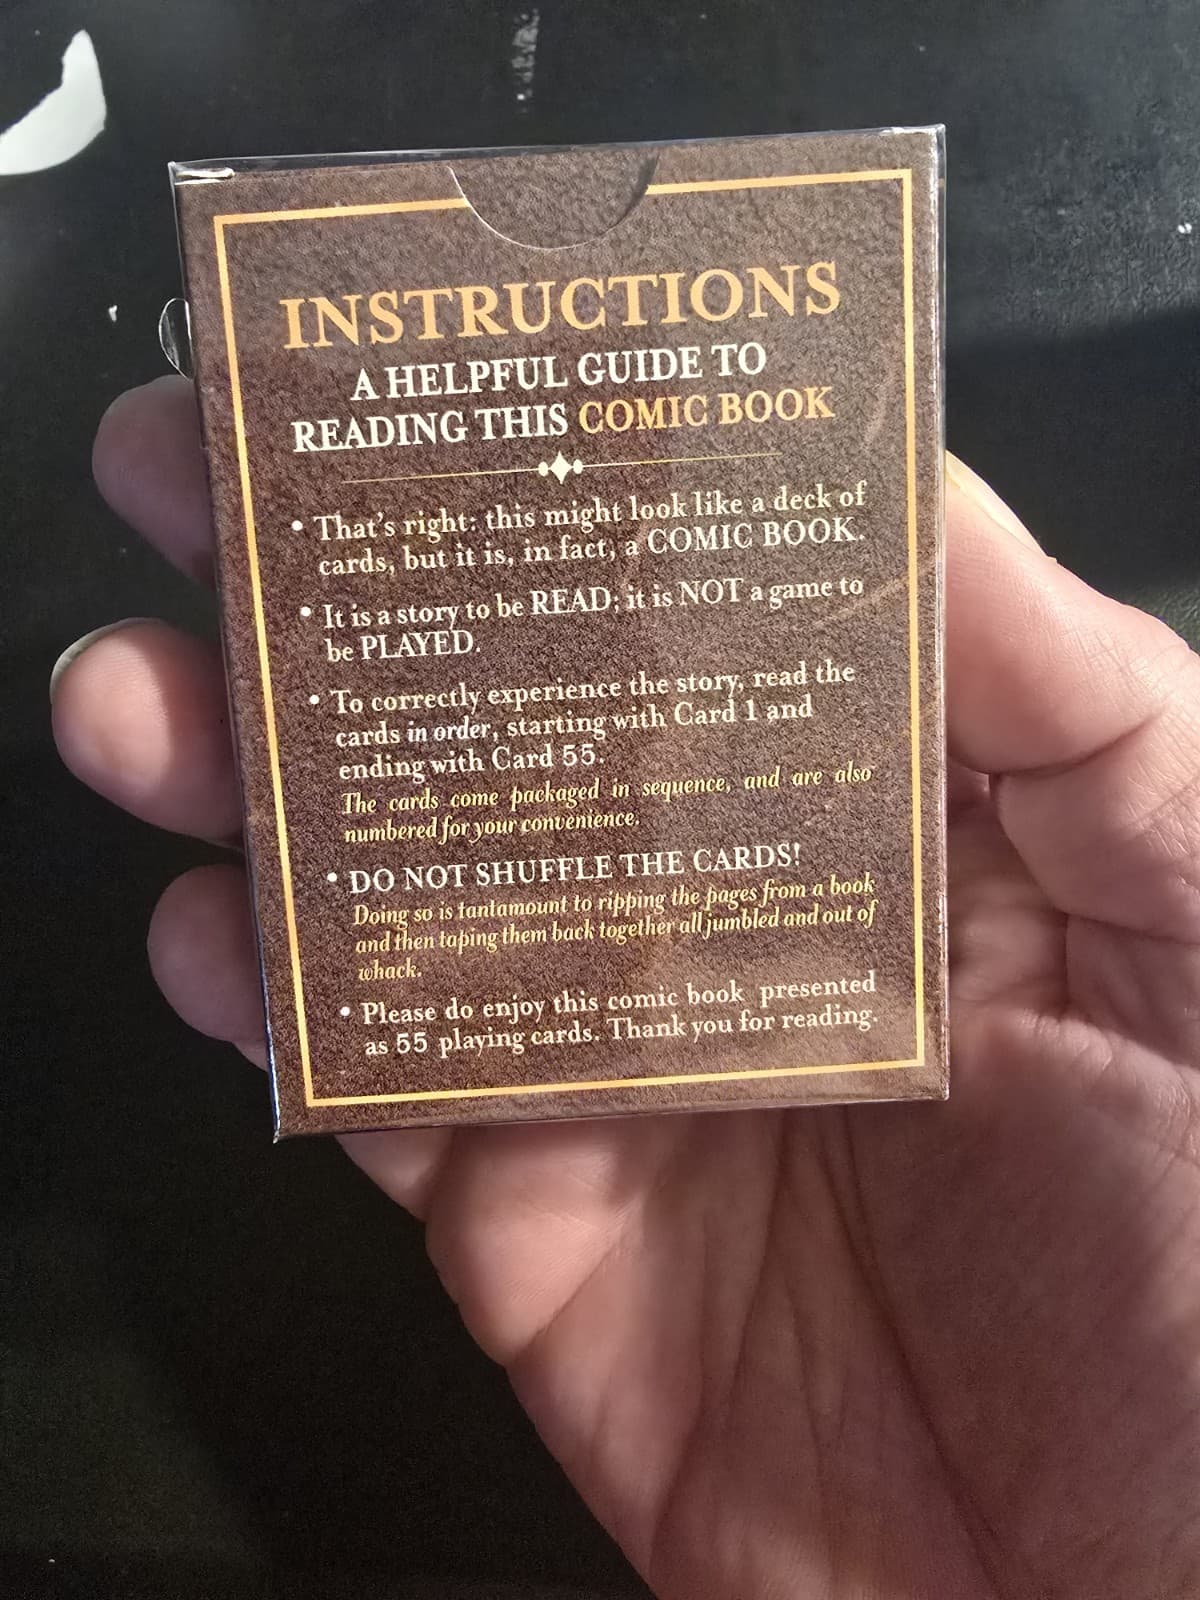 INSTRUCTIONS
A HELPFUL GUIDE TO
READING THIS COMIC BOOK
• That's right: this might look like a deck of
cards, but it is, in fact, a COMIC BOOK.
• It is a story to be READ; it is NOT a game to
be PLAYED.
• To correctly experience the story, read the
cards in order, starting with Card 1 and
ending with Card 55.
The cards come packaged in sequence, and are also
numbered for your convenience.
• DO NOT SHUFFLE THE CARDS!
Doing so is tantamount to ripping the pages from a book
and then taping them back together all jumbled and out of
whack.
• Please do enjoy this comic book presented
as 55 playing cards. Thank you for reading.